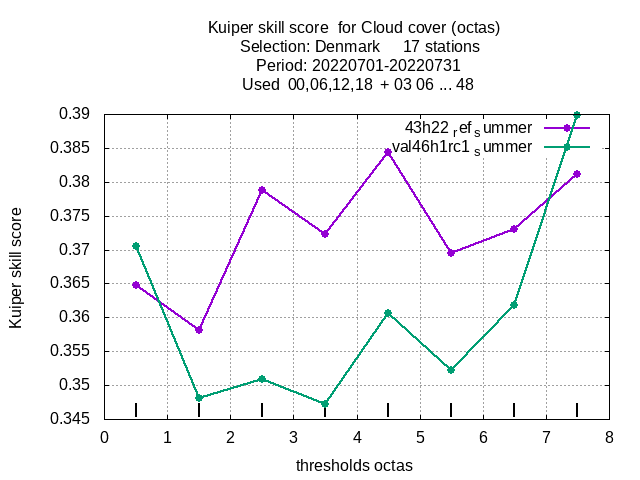 Kuiper skill score  for Cloud cover (octas)
Selection: Denmark     17 stations
Period: 20220701-20220731
Used  00,06,12,18  + 03 06 ... 48
0.39
0.385
0.38
0.375
0.37
0.365
0.36
0.355
0.35
0.345
Kuiper skill score
43h22 ref summer
val46h1rc1 summer
0 1 2 3 4 5 6 7 8
thresholds octas